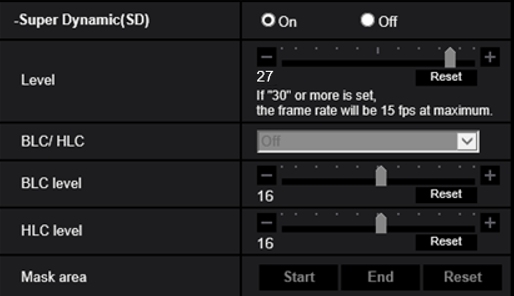 -Super Dynamic(SD)
On
Off
Level
27
Reset
If "30" or more is set,
the frame rate will be 15 fps at maximum.
BLC/ HLC
Off
BLC level
16
Reset
HLC level
16
Reset
Mask area
Start
End
Reset